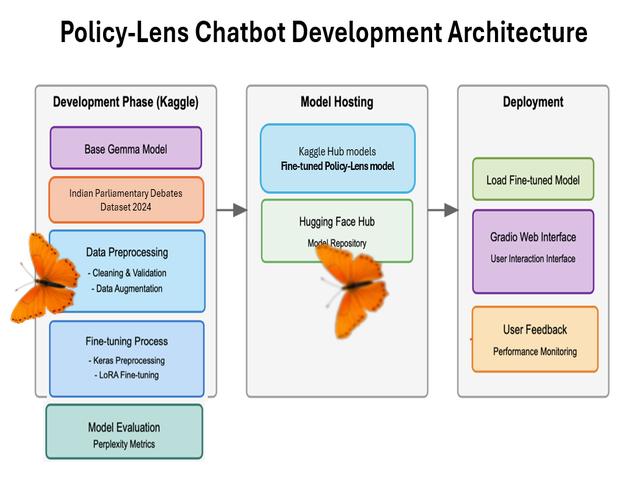 Policy-Lens Chatbot Development Architecture
Development Phase (Kaggle)
Base Gemma Model
Indian Parliamentary Debates
Dataset 2024
Data Preprocessing
- Cleaning & Validation
- Data Augmentation
Fine-tuning Process
- Keras Preprocessing
- LoRA Fine-tuning
Model Evaluation
Perplexity Metrics
Model Hosting
Kaggle Hub models
Fine-tuned Policy-Lens model
Hugging Face Hub
Model Repository
Deployment
Load Fine-tuned Model
Gradio Web Interface
User Interaction Interface
User Feedback
Performance Monitoring